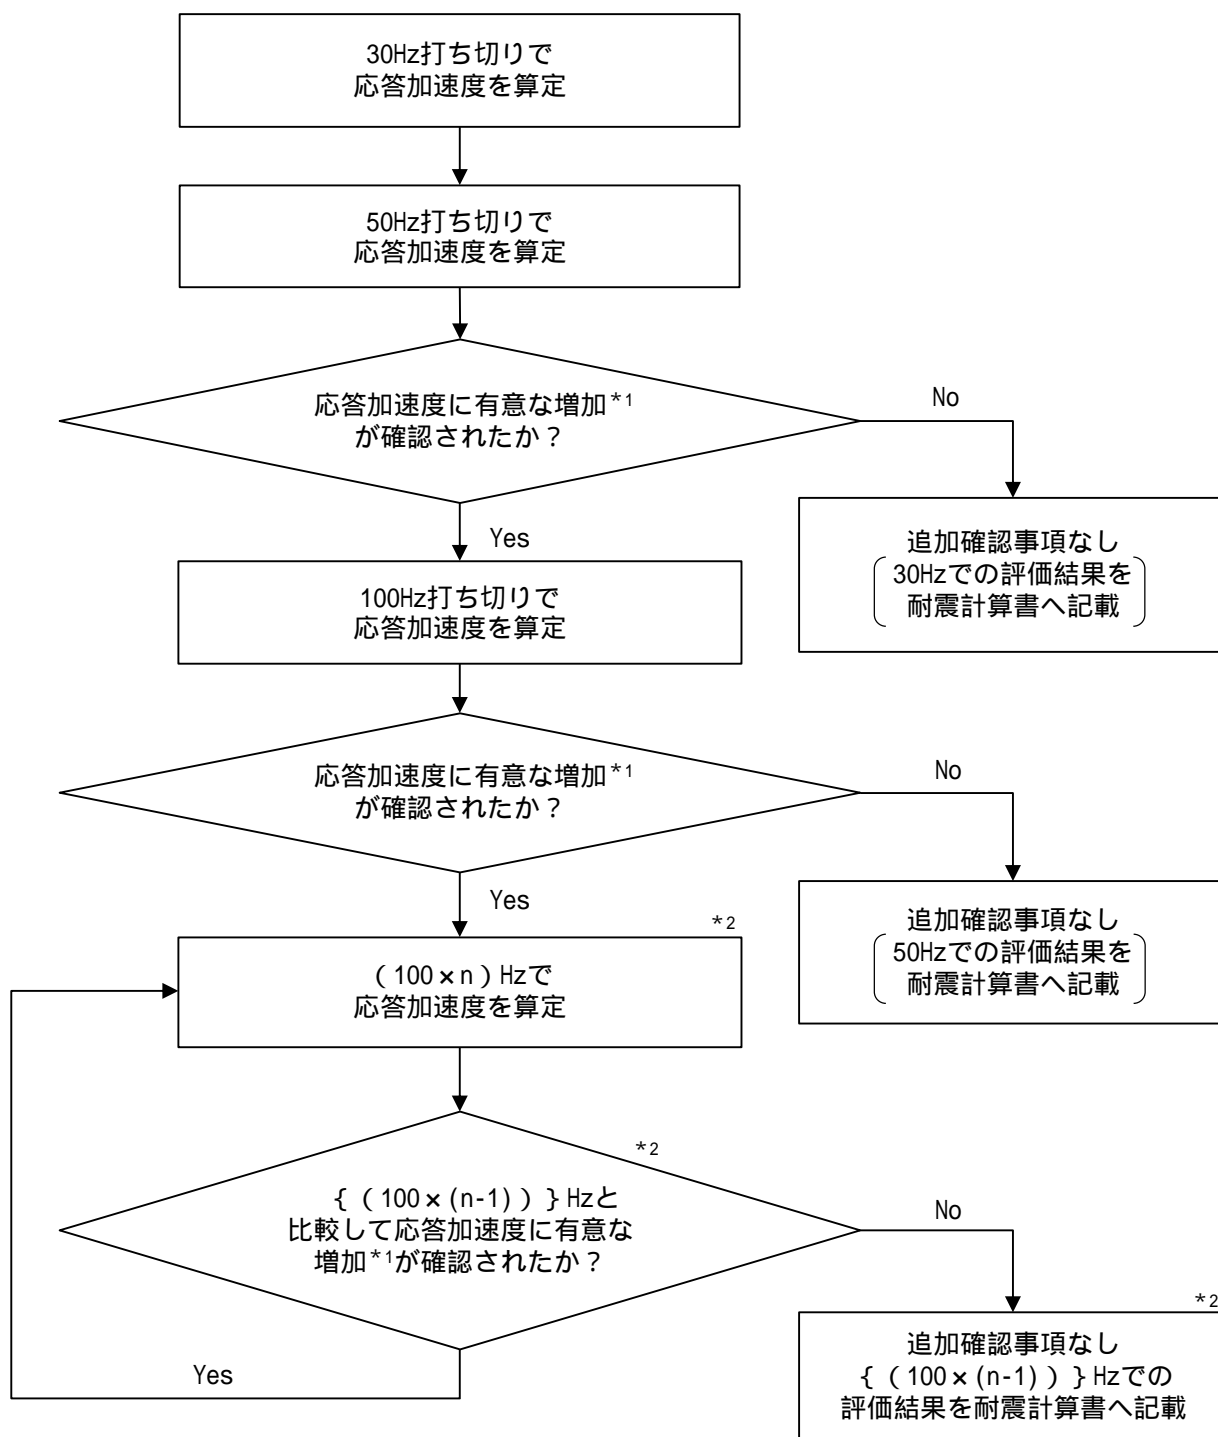 30Hz打ち切りで
応答加速度を算定
50Hz打ち切りで
応答加速度を算定
応答加速度に有意な増加*1
が確認されたか？
No
Yes
追加確認事項なし
30Hzでの評価結果を
耐震計算書へ記載
100Hz打ち切りで
応答加速度を算定
応答加速度に有意な増加*1
が確認されたか？
No
Yes
追加確認事項なし
50Hzでの評価結果を
耐震計算書へ記載
*2
（100×n）Hzで
応答加速度を算定
*2
{（100×(n-1)）}Hzと
比較して応答加速度に有意な
増加*1が確認されたか？
No
Yes
*2
追加確認事項なし
{（100×(n-1)）}Hzでの
評価結果を耐震計算書へ記載